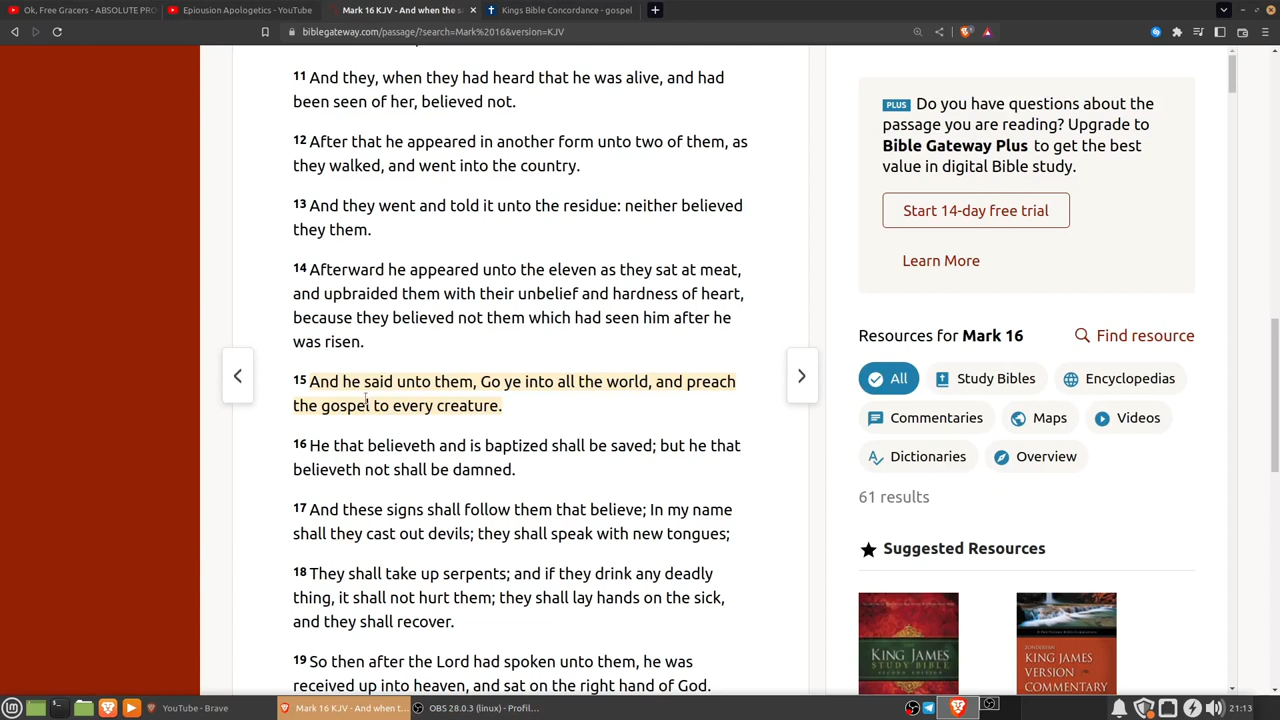 Ok, Free Gracers - ABSOLUTE PRO
Epiousion Apologetics - YouTube
Mark 16 KJV - And when the sa
Kings Bible Concordance - gospel
biblegateway.com/passage/?search=Mark%2016&version=KJV
11 And they, when they had heard that he was alive, and had
been seen of her, believed not.
12 After that he appeared in another form unto two of them, as
they walked, and went into the country.
13 And they went and told it unto the residue: neither believed
they them.
14 Afterward he appeared unto the eleven as they sat at meat,
and upbraided them with their unbelief and hardness of heart,
because they believed not them which had seen him after he
was risen.
15 And he said unto them, Go ye into all the world, and preach
the gospel to every creature.
16 He that believeth and is baptized shall be saved; but he that
believeth not shall be damned.
17 And these signs shall follow them that believe; In my name
shall they cast out devils; they shall speak with new tongues;
18 They shall take up serpents; and if they drink any deadly
thing, it shall not hurt them; they shall lay hands on the sick,
and they shall recover.
19 So then after the Lord had spoken unto them, he was
received up into heaven, and sat on the right hand of God.
PLUS Do you have questions about the
passage you are reading? Upgrade to
Bible Gateway Plus to get the best
value in digital Bible study.
Start 14-day free trial
Learn More
Resources for Mark 16
Find resource
All
Study Bibles
Encyclopedias
Commentaries
Maps
Videos
Dictionaries
Overview
61 results
Suggested Resources
KING JAMES
STUDY BIBLE
KING JAMES
VERSION
COMMENTARY
YouTube - Brave
Mark 16 KJV - And when t...
OBS 28.0.3 (linux) - Profil...
21:13